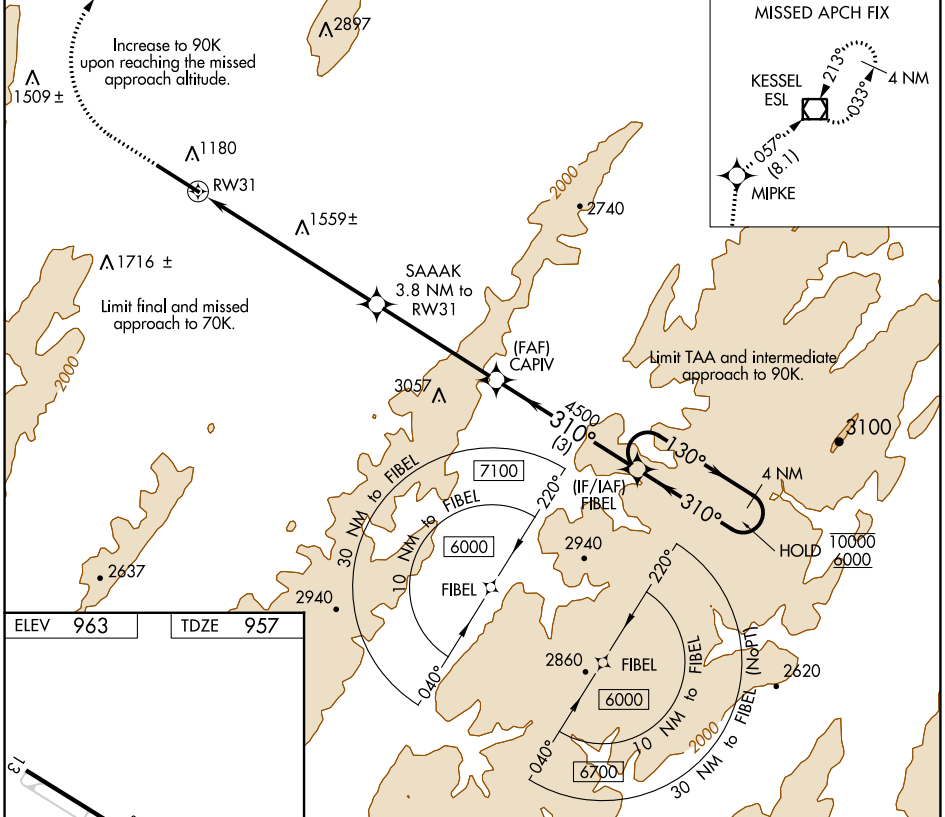 2897
Increase to 90K
upon reaching the missed
approach altitude.
1509 ±
MISSED APCH FIX
KESSEL
ESL
213°
033°
4 NM
057°
(8.1)
MIPKE
1180
RW31
1559 ±
2000
2740
1716 ±
Limit final and missed
approach to 70K.
SAAAK
3.8 NM to
RW31
(FAF)
CAPIV
Limit TAA and intermediate
approach to 90K.
2000
3057
4500
310°
(3)
130°
3100
4 NM
(IF/IAF)
FIBEL
310°
HOLD
10000
6000
30 NM to FIBEL
7100
220°
10 NM to FIBEL
6000
FIBEL
040°
2940
2637
2940
220°
2860
FIBEL
6000
10 NM to FIBEL
040°
6700
30 NM to FIBEL (NoPT)
2000
2620
ELEV 963
TDZE 957
13